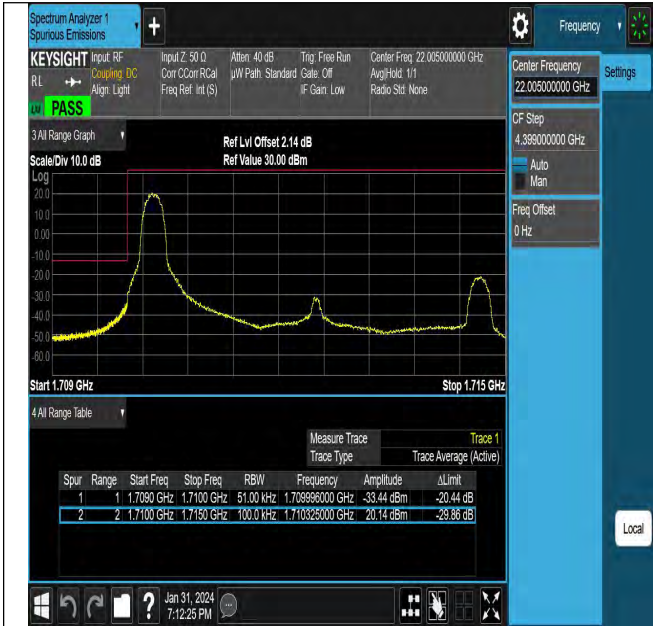 Spectrum Analyzer 1
Spurious Emissions
+
Frequency
KEYSIGHT
Input: RF
Input Z: 50 Ω
Atten: 40 dB
Trig: Free Run
Center Freq: 22.005000000 GHz
RL
Coupling: DC
Corr CCorr RCal
µW Path: Standard
Gate: Off
Avg|Hold: 1/1
Align: Light
Freq Ref: Int (S)
IF Gain: Low
Radio Std: None
PASS
Center Frequency
22.005000000 GHz
Settings
CF Step
4.399000000 GHz
Auto
Man
Freq Offset
0 Hz
3 All Range Graph
Ref Lvl Offset 2.14 dB
Scale/Div 10.0 dB
Ref Value 30.00 dBm
Log
20.0
10.0
0.00
-10.0
-20.0
-30.0
-40.0
-50.0
-60.0
Start 1.709 GHz
Stop 1.715 GHz
4 All Range Table
Measure Trace Trace 1
Trace Type Trace Average (Active)
Spur Range Start Freq Stop Freq RBW Frequency Amplitude ΔLimit
1 1 1.7090 GHz 1.7100 GHz 51.00 kHz 1.709996000 GHz -33.44 dBm -20.44 dB
2 2 1.7100 GHz 1.7150 GHz 100.0 kHz 1.710325000 GHz 20.14 dBm -29.86 dB
Local
?
Jan 31, 2024
7:12:25 PM